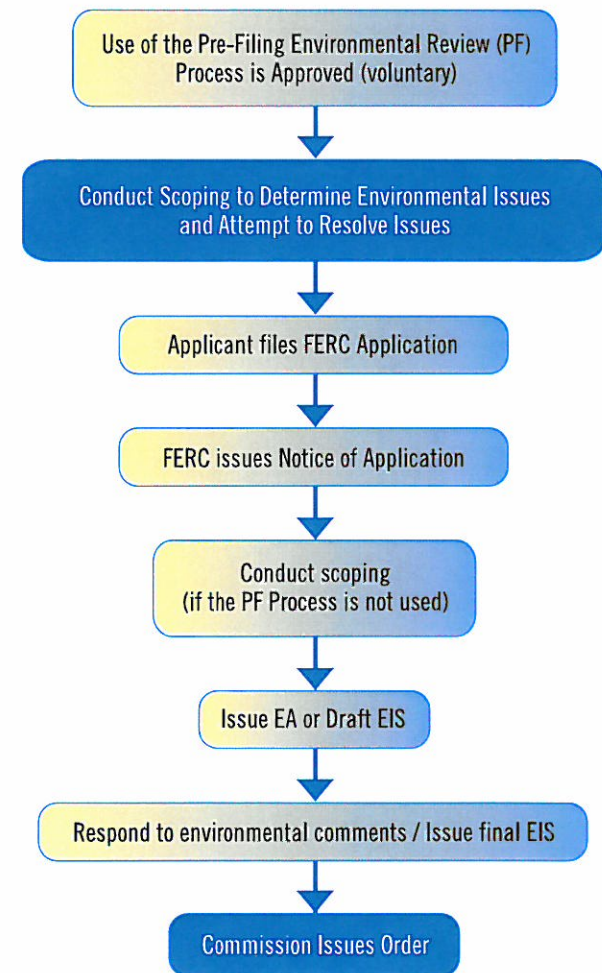 Use of the Pre-Filing Environmental Review (PF)
Process is Approved (voluntary)
Conduct Scoping to Determine Environmental Issues
and Attempt to Resolve Issues
Applicant files FERC Application
FERC issues Notice of Application
Conduct scoping
(if the PF Process is not used)
Issue EA or Draft EIS
Respond to environmental comments / Issue final EIS
Commission Issues Order